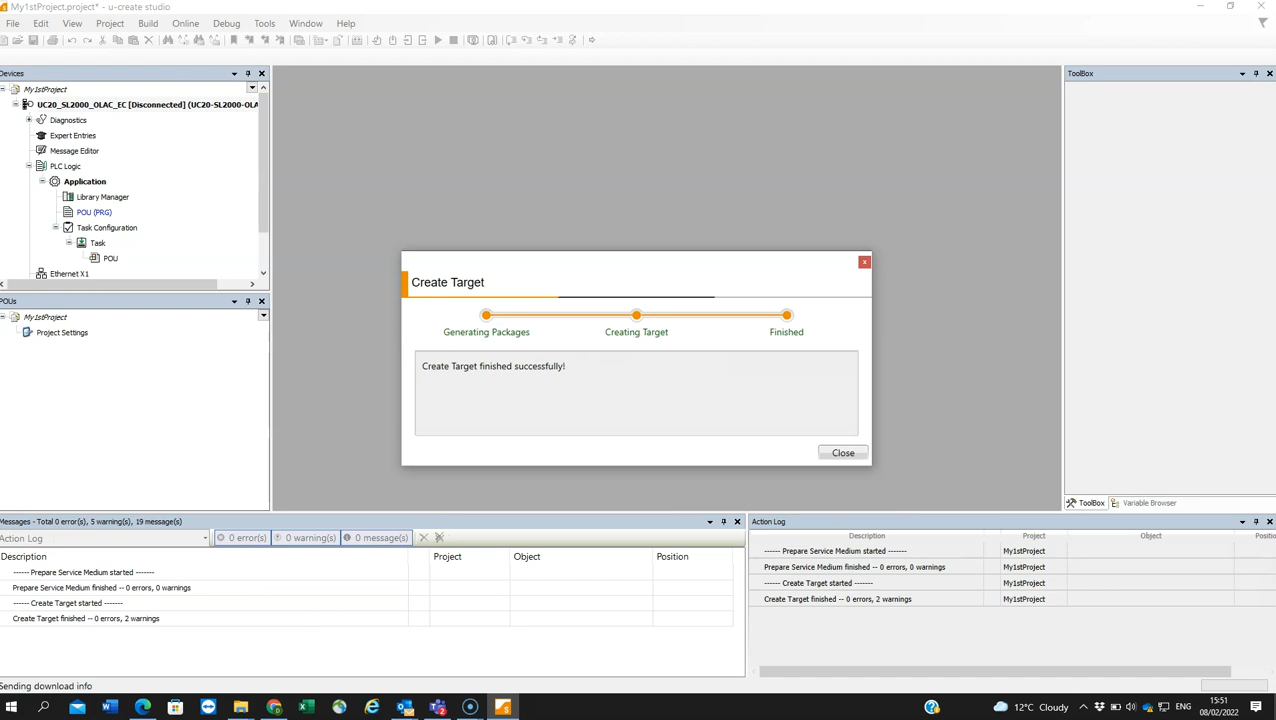 My1stProject.project* - u-create studio
File Edit View Project Build Online Debug Tools Window Help
Devices
My1stProject
UC20_SL2000_OLAC_EC [Disconnected] (UC20-SL2000-OLA
Diagnostics
Expert Entries
Message Editor
PLC Logic
Application
Library Manager
POU (PRG)
Task Configuration
Task
POU
Ethernet X1
POUs
My1stProject
Project Settings
ToolBox
ToolBox Variable Browser
Create Target
x
Generating Packages Creating Target Finished
Create Target finished successfully!
Close
Messages - Total 0 error(s), 5 warning(s), 19 message(s)
Action Log 0 error(s) 0 warning(s) 0 message(s)
Description Project Object Position
------ Prepare Service Medium started -------
Prepare Service Medium finished -- 0 errors, 0 warnings
------ Create Target started -------
Create Target finished -- 0 errors, 2 warnings
Action Log
Description Project Object Positio
------ Prepare Service Medium started ------- My1stProject
Prepare Service Medium finished -- 0 errors, 0 warnings My1stProject
------ Create Target started ------- My1stProject
Create Target finished -- 0 errors, 2 warnings My1stProject
Sending download info
12°C Cloudy ENG
15:51
08/02/2022